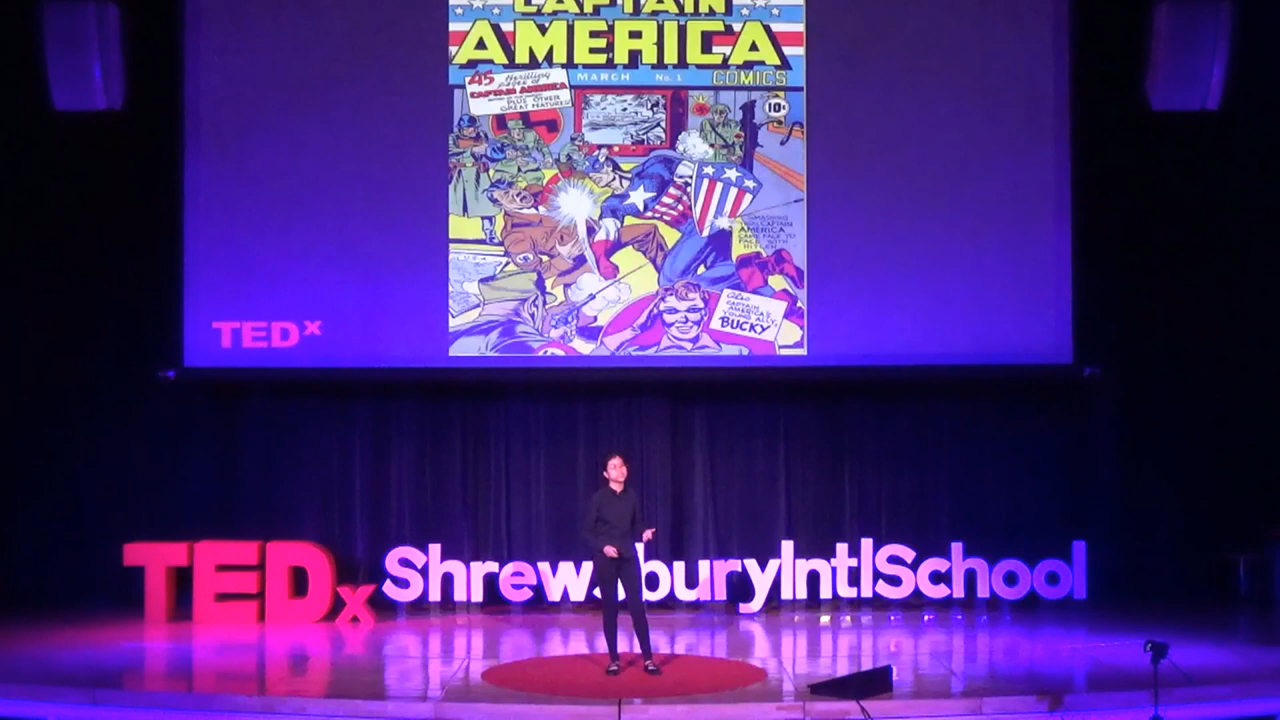 CAPTAIN
AMERICA
MARCH No. 1 COMICS
45 thrilling
pages of
CAPTAIN AMERICA
PLUS OTHER
GREAT FEATURES!
10¢
SMASHING
CAPTAIN
AMERICA
CAME FACE TO
FACE WITH
HITLER
Also
CAPTAIN
AMERICA'S
YOUNG ALLY,
BUCKY
TEDx
TEDx ShrewsburyIntlSchool